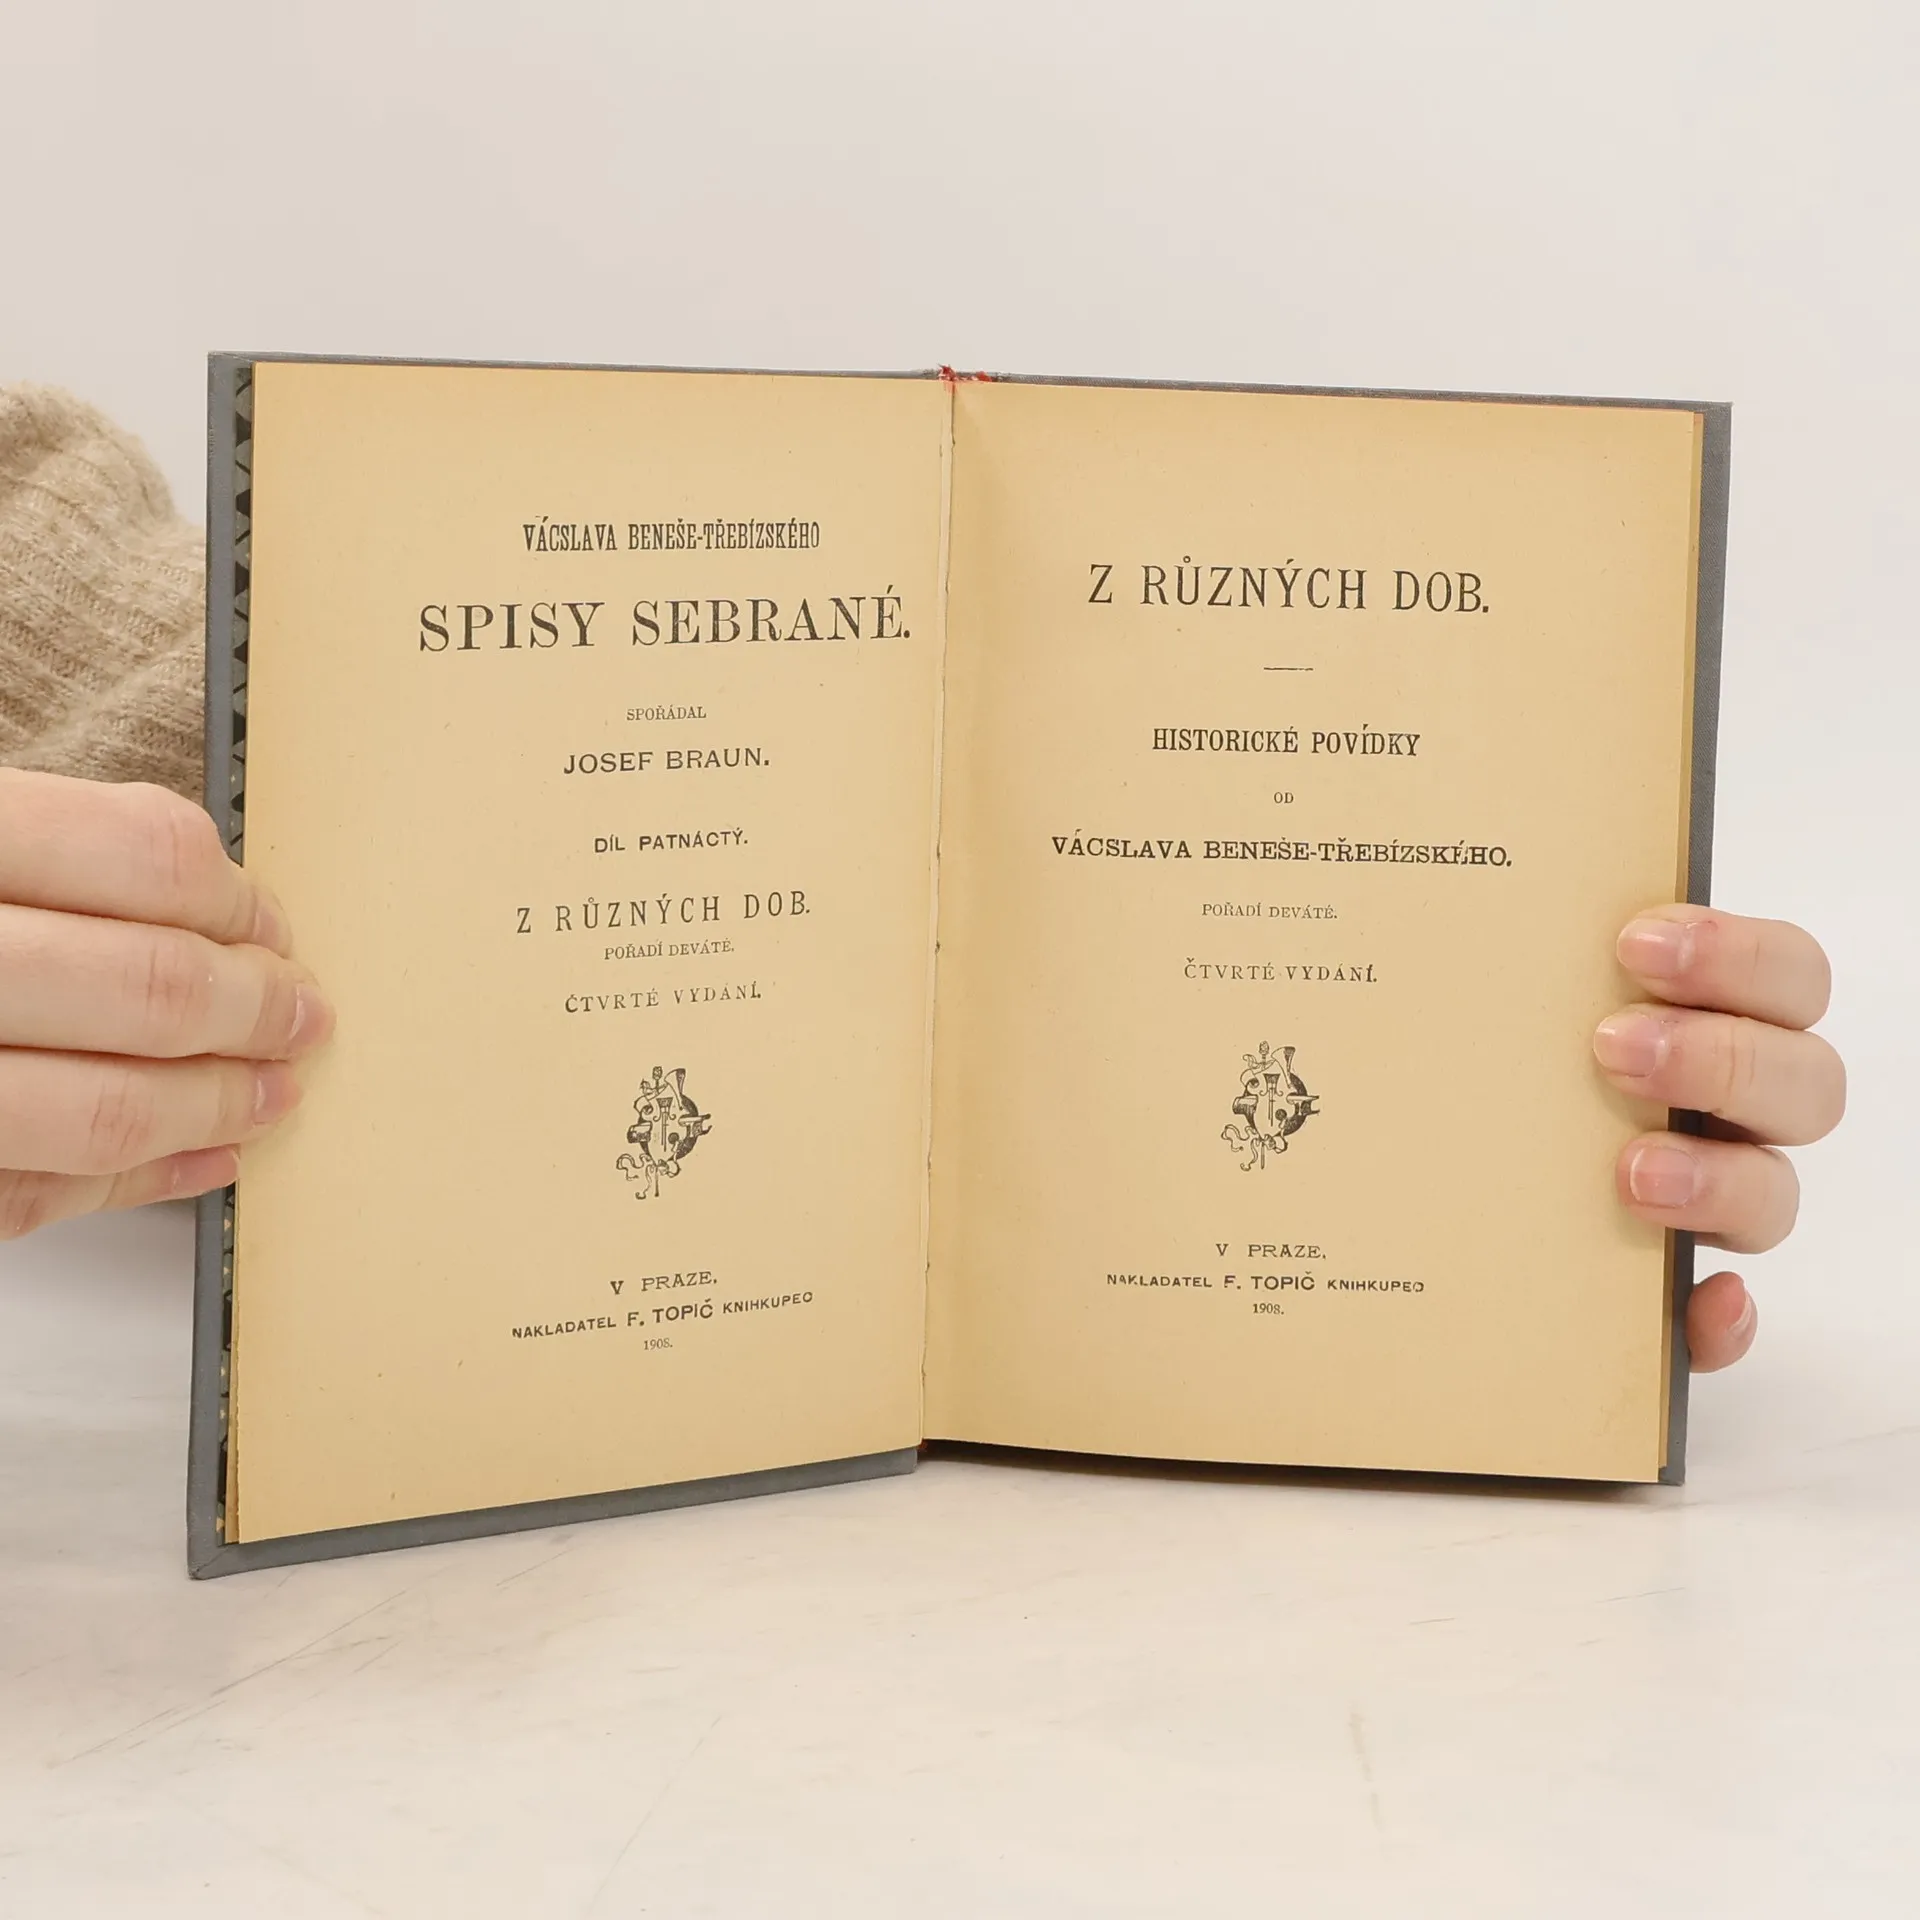 VÁCSLAVA BENEŠE-TŘEBÍZSKÉHO
SPISY SEBRANÉ.
SPOŘÁDAL
JOSEF BRAUN.
DÍL PATNÁCTÝ.
Z RŮZNÝCH DOB.
POŘADÍ DEVÁTÉ.
ČTVRTÉ VYDÁNÍ.
V PRAZE.
NAKLADATEL F. TOPIČ KNIHKUPEC
1908.
Z RŮZNÝCH DOB.
HISTORICKÉ POVÍDKY
OD
VÁCSLAVA BENEŠE-TŘEBÍZSKÉHO.
POŘADÍ DEVÁTÉ.
ČTVRTÉ VYDÁNÍ.
V PRAZE.
NAKLADATEL F. TOPIČ KNIHKUPEC
1908.